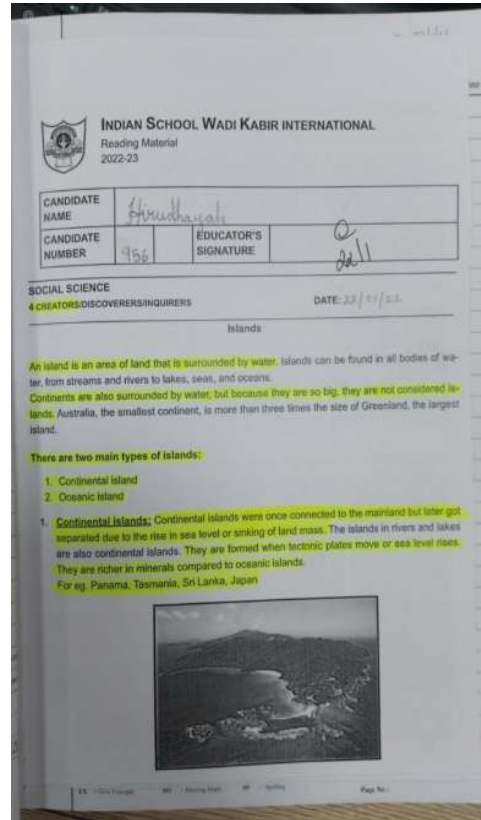 INDIAN SCHOOL WADI KABIR INTERNATIONAL
Reading Material
2022-23
CANDIDATE NAME Hirudhayah
CANDIDATE NUMBER 956 EDUCATOR'S SIGNATURE
SOCIAL SCIENCE
4 CREATORS/DISCOVERERS/INQUIRERS DATE:
Islands
An island is an area of land that is surrounded by water. Islands can be found in all bodies of wa-
ter, from streams and rivers to lakes, seas, and oceans.
Continents are also surrounded by water, but because they are so big, they are not considered is-
lands. Australia, the smallest continent, is more than three times the size of Greenland, the largest
island.
There are two main types of islands:
1. Continental island
2. Oceanic Island
1. Continental Islands: Continental islands were once connected to the mainland but later got
separated due to the rise in sea level or sinking of land mass. The islands in rivers and lakes
are also continental islands. They are formed when tectonic plates move or sea level rises.
They are richer in minerals compared to oceanic islands.
For eg. Panama, Tasmania, Sri Lanka, Japan
Page No.: